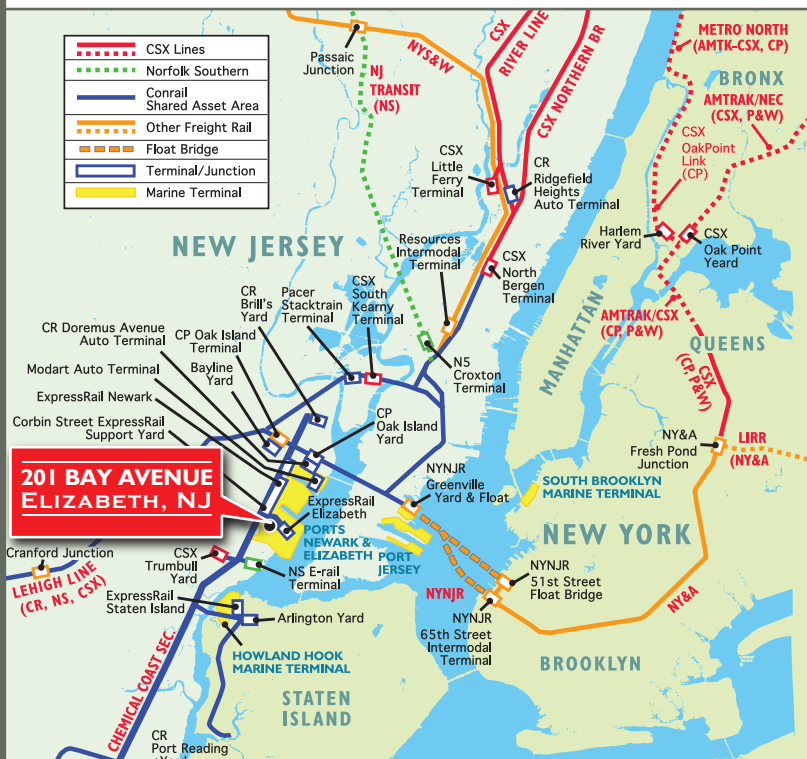 CSX Lines
Norfolk Southern
Conrail
Shared Asset Area
Other Freight Rail
Float Bridge
Terminal/Junction
Marine Terminal
Passaic
Junction
NYS&W
NJ
TRANSIT
(NS)
CSX
RIVER LINE
CSX NORTHERN BR
METRO NORTH
(AMTK-CSX, CP)
BRONX
AMTRAK/NEC
(CSX, P&W)
CSX
OakPoint
Link
(CP)
CSX
Little
Ferry
Terminal
CR
Ridgefield
Heights
Auto Terminal
Harlem
River Yard
CSX
Oak Point
Yeard
NEW JERSEY
Resources
Intermodal
Terminal
CSX
North
Bergen
Terminal
MANHATTAN
AMTRAK/CSX
(CP, P&W)
QUEENS
CSX
(CP, P&W)
CR
Brill's
Yard
Pacer
Stacktrain
Terminal
CSX
South
Kearny
Terminal
CR Doremus Avenue
Auto Terminal
CP Oak Island
Terminal
Modart Auto Terminal
Bayline
Yard
ExpressRail Newark
Corbin Street ExpressRail
Support Yard
N5
Croxton
Terminal
CP
Oak Island
Yard
NY&A
Fresh Pond
Junction
LIRR
(NY&A
201 BAY AVENUE
ELIZABETH, NJ
NYNJR
Greenville
Yard & Float
SOUTH BROOKLYN
MARINE TERMINAL
ExpressRail
Elizabeth
PORTS
NEWARK &
ELIZABETH
PORT
JERSEY
NEW YORK
Cranford Junction
LEHIGH LINE
(CR, NS, CSX)
CSX
Trumbull
Yard
NS E-rail
Terminal
NYNJR
NYNJR
51st Street
Float Bridge
NY&A
ExpressRail
Staten Island
Arlington Yard
NYNJR
65th Street
Intermodal
Terminal
HOWLAND HOOK
MARINE TERMINAL
BROOKLYN
CHEMICAL COAST SEC.
STATEN
ISLAND
CR
Port Reading